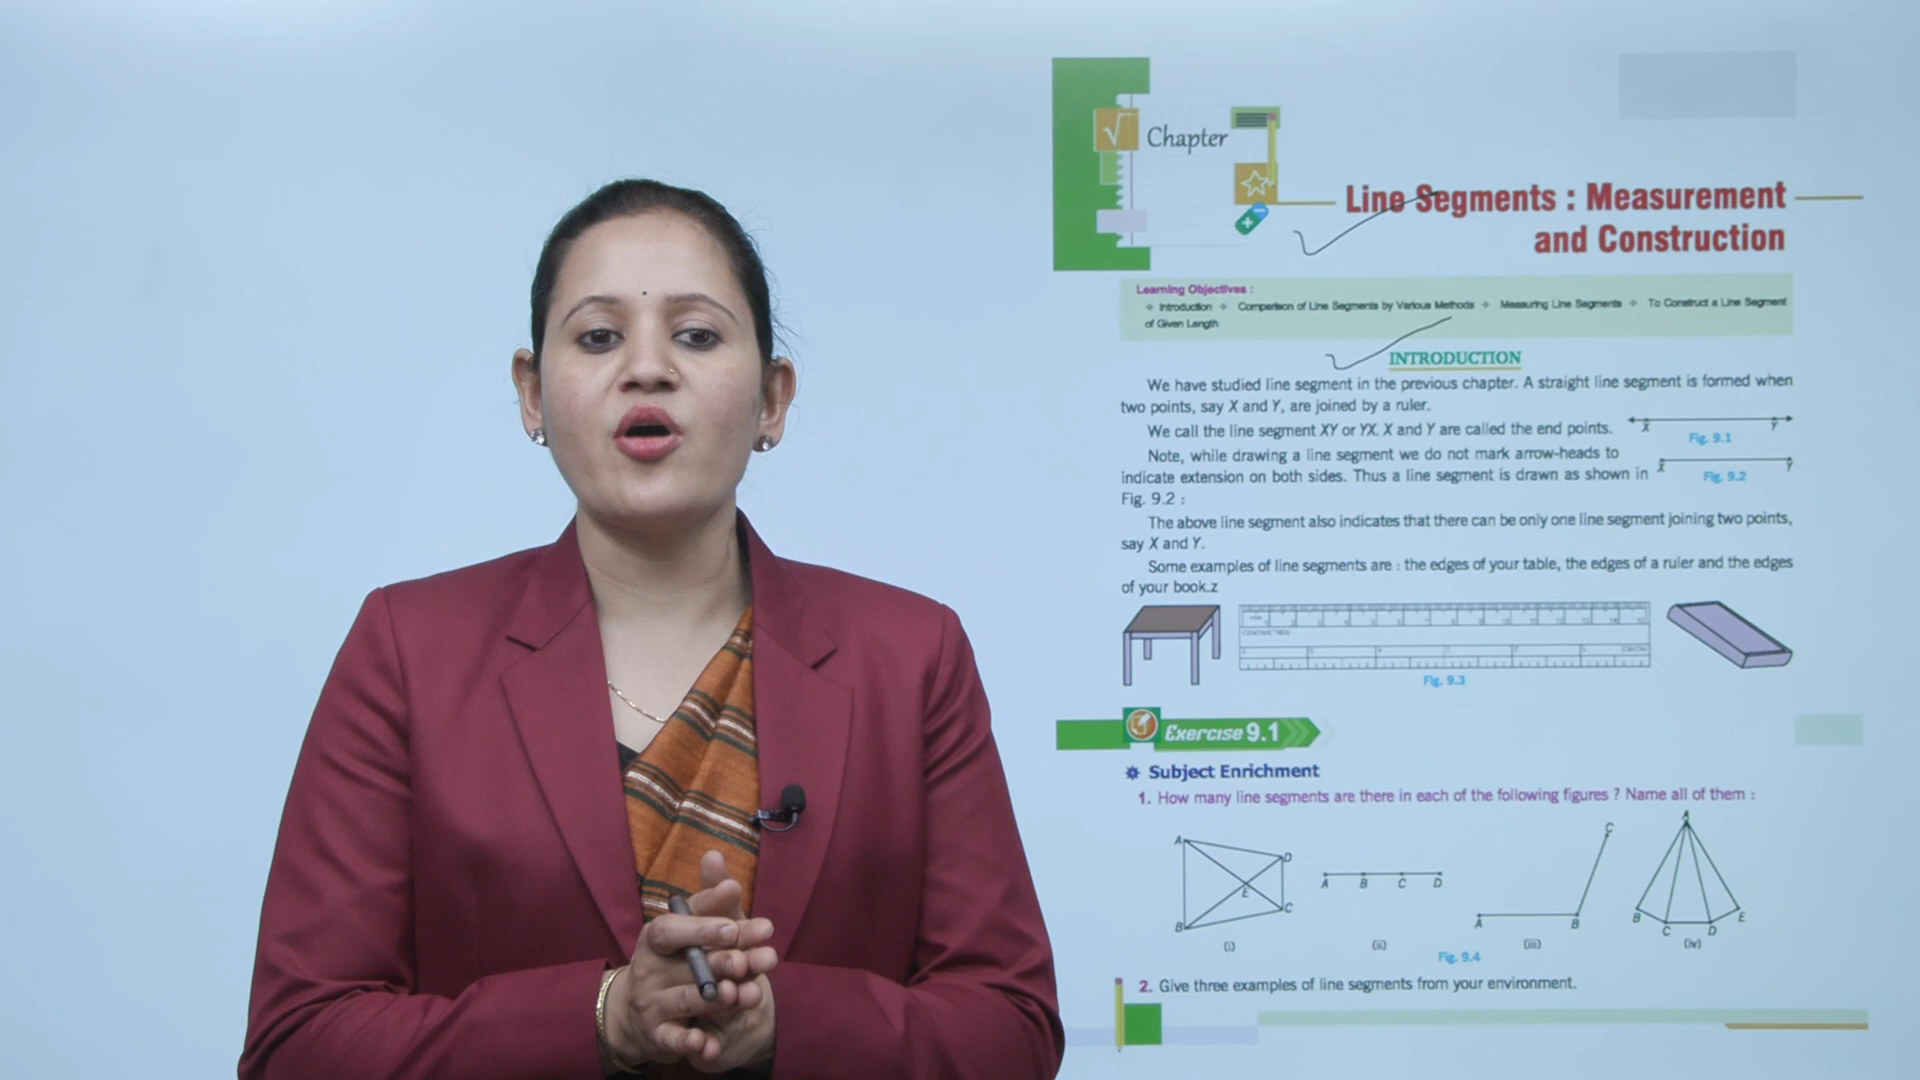 Chapter
Line Segments : Measurement
and Construction
Learning Objectives :
Introduction Comparison of Line Segments by Various Methods Measuring Line Segments To Construct a Line Segment
of Given Length
INTRODUCTION
We have studied line segment in the previous chapter. A straight line segment is formed when
two points, say X and Y, are joined by a ruler.
We call the line segment XY or YX. X and Y are called the end points.
X Y
Fig. 9.1
Note, while drawing a line segment we do not mark arrow-heads to
indicate extension on both sides. Thus a line segment is drawn as shown in
Fig. 9.2 :
X Y
Fig. 9.2
The above line segment also indicates that there can be only one line segment joining two points,
say X and Y.
Some examples of line segments are : the edges of your table, the edges of a ruler and the edges
of your book.z
Fig. 9.3
Exercise 9.1
Subject Enrichment
1. How many line segments are there in each of the following figures ? Name all of them :
A D E B C
(i)
A B C D
(ii)
A B C
(iii)
A B C D E
(iv)
Fig. 9.4
2. Give three examples of line segments from your environment.